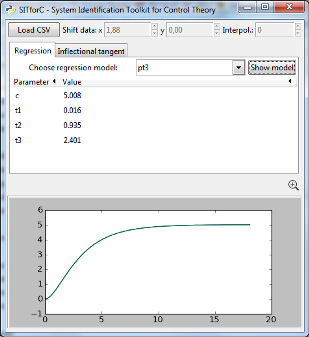 SITforC - System Identification Toolkit for Control Theory
Load CSV Shift data: x 1,88 y 0,00 Interpol.: 0
Regression Inflectional tangent
Choose regression model: pt3 Show model
Parameter Value
c 5.008
t1 0.016
t2 0.935
t3 2.401
6
5
4
3
2
1
0
-1
0 5 10 15 20